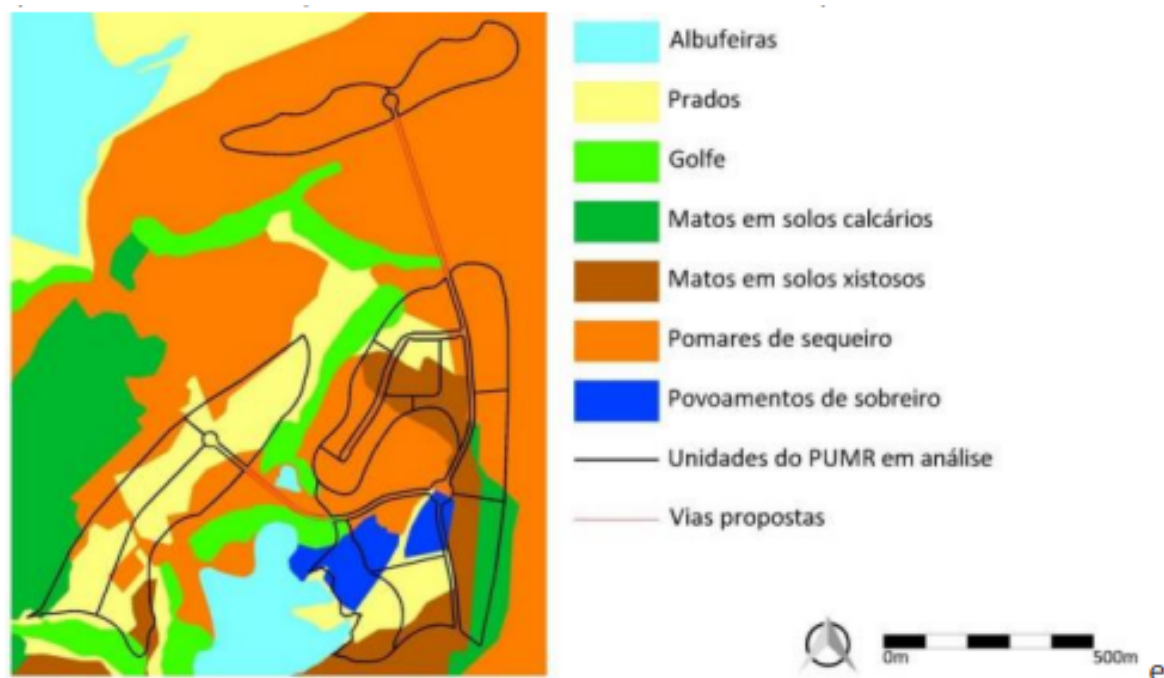 Albufeiras
Prados
Golfe
Matos em solos calcários
Matos em solos xistosos
Pomares de sequeiro
Povoamentos de sobreiro
Unidades do PUMR em análise
Vias propostas
0m 500m
e